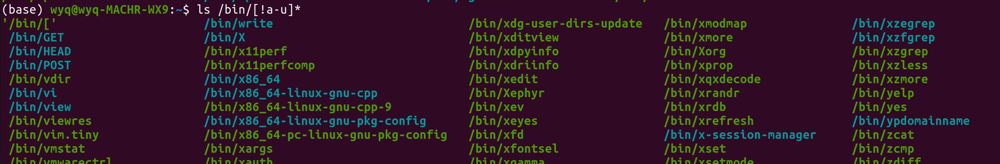 (base) wyq@wyq-MACHR-WX9:~$ ls /bin/[!a-u]*
'/bin/[' /bin/write /bin/xdg-user-dirs-update /bin/xmodmap /bin/xzegrep
/bin/GET /bin/X /bin/xditview /bin/xmore /bin/xzfgrep
/bin/HEAD /bin/x11perf /bin/xdpyinfo /bin/Xorg /bin/xzgrep
/bin/POST /bin/x11perfcomp /bin/xdriinfo /bin/xprop /bin/xzless
/bin/vdir /bin/x86_64 /bin/xedit /bin/xqxdecode /bin/xzmore
/bin/vi /bin/x86_64-linux-gnu-cpp /bin/Xephyr /bin/xrandr /bin/yelp
/bin/view /bin/x86_64-linux-gnu-cpp-9 /bin/xev /bin/xrdb /bin/yes
/bin/viewres /bin/x86_64-linux-gnu-pkg-config /bin/xeyes /bin/xrefresh /bin/ypdomainname
/bin/vim.tiny /bin/x86_64-pc-linux-gnu-pkg-config /bin/xfd /bin/x-session-manager /bin/zcat
/bin/vmstat /bin/xargs /bin/xfontsel /bin/xset /bin/zcmp
/bin/vmwarectrl /bin/xauth /bin/xgamma /bin/xsetmode /bin/zdiff